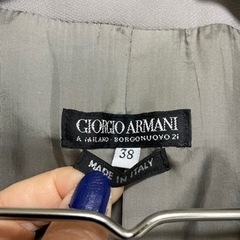 GIORGIO ARMANI
A MILANO - BORGONUOVO 21
38
MADE IN ITALY